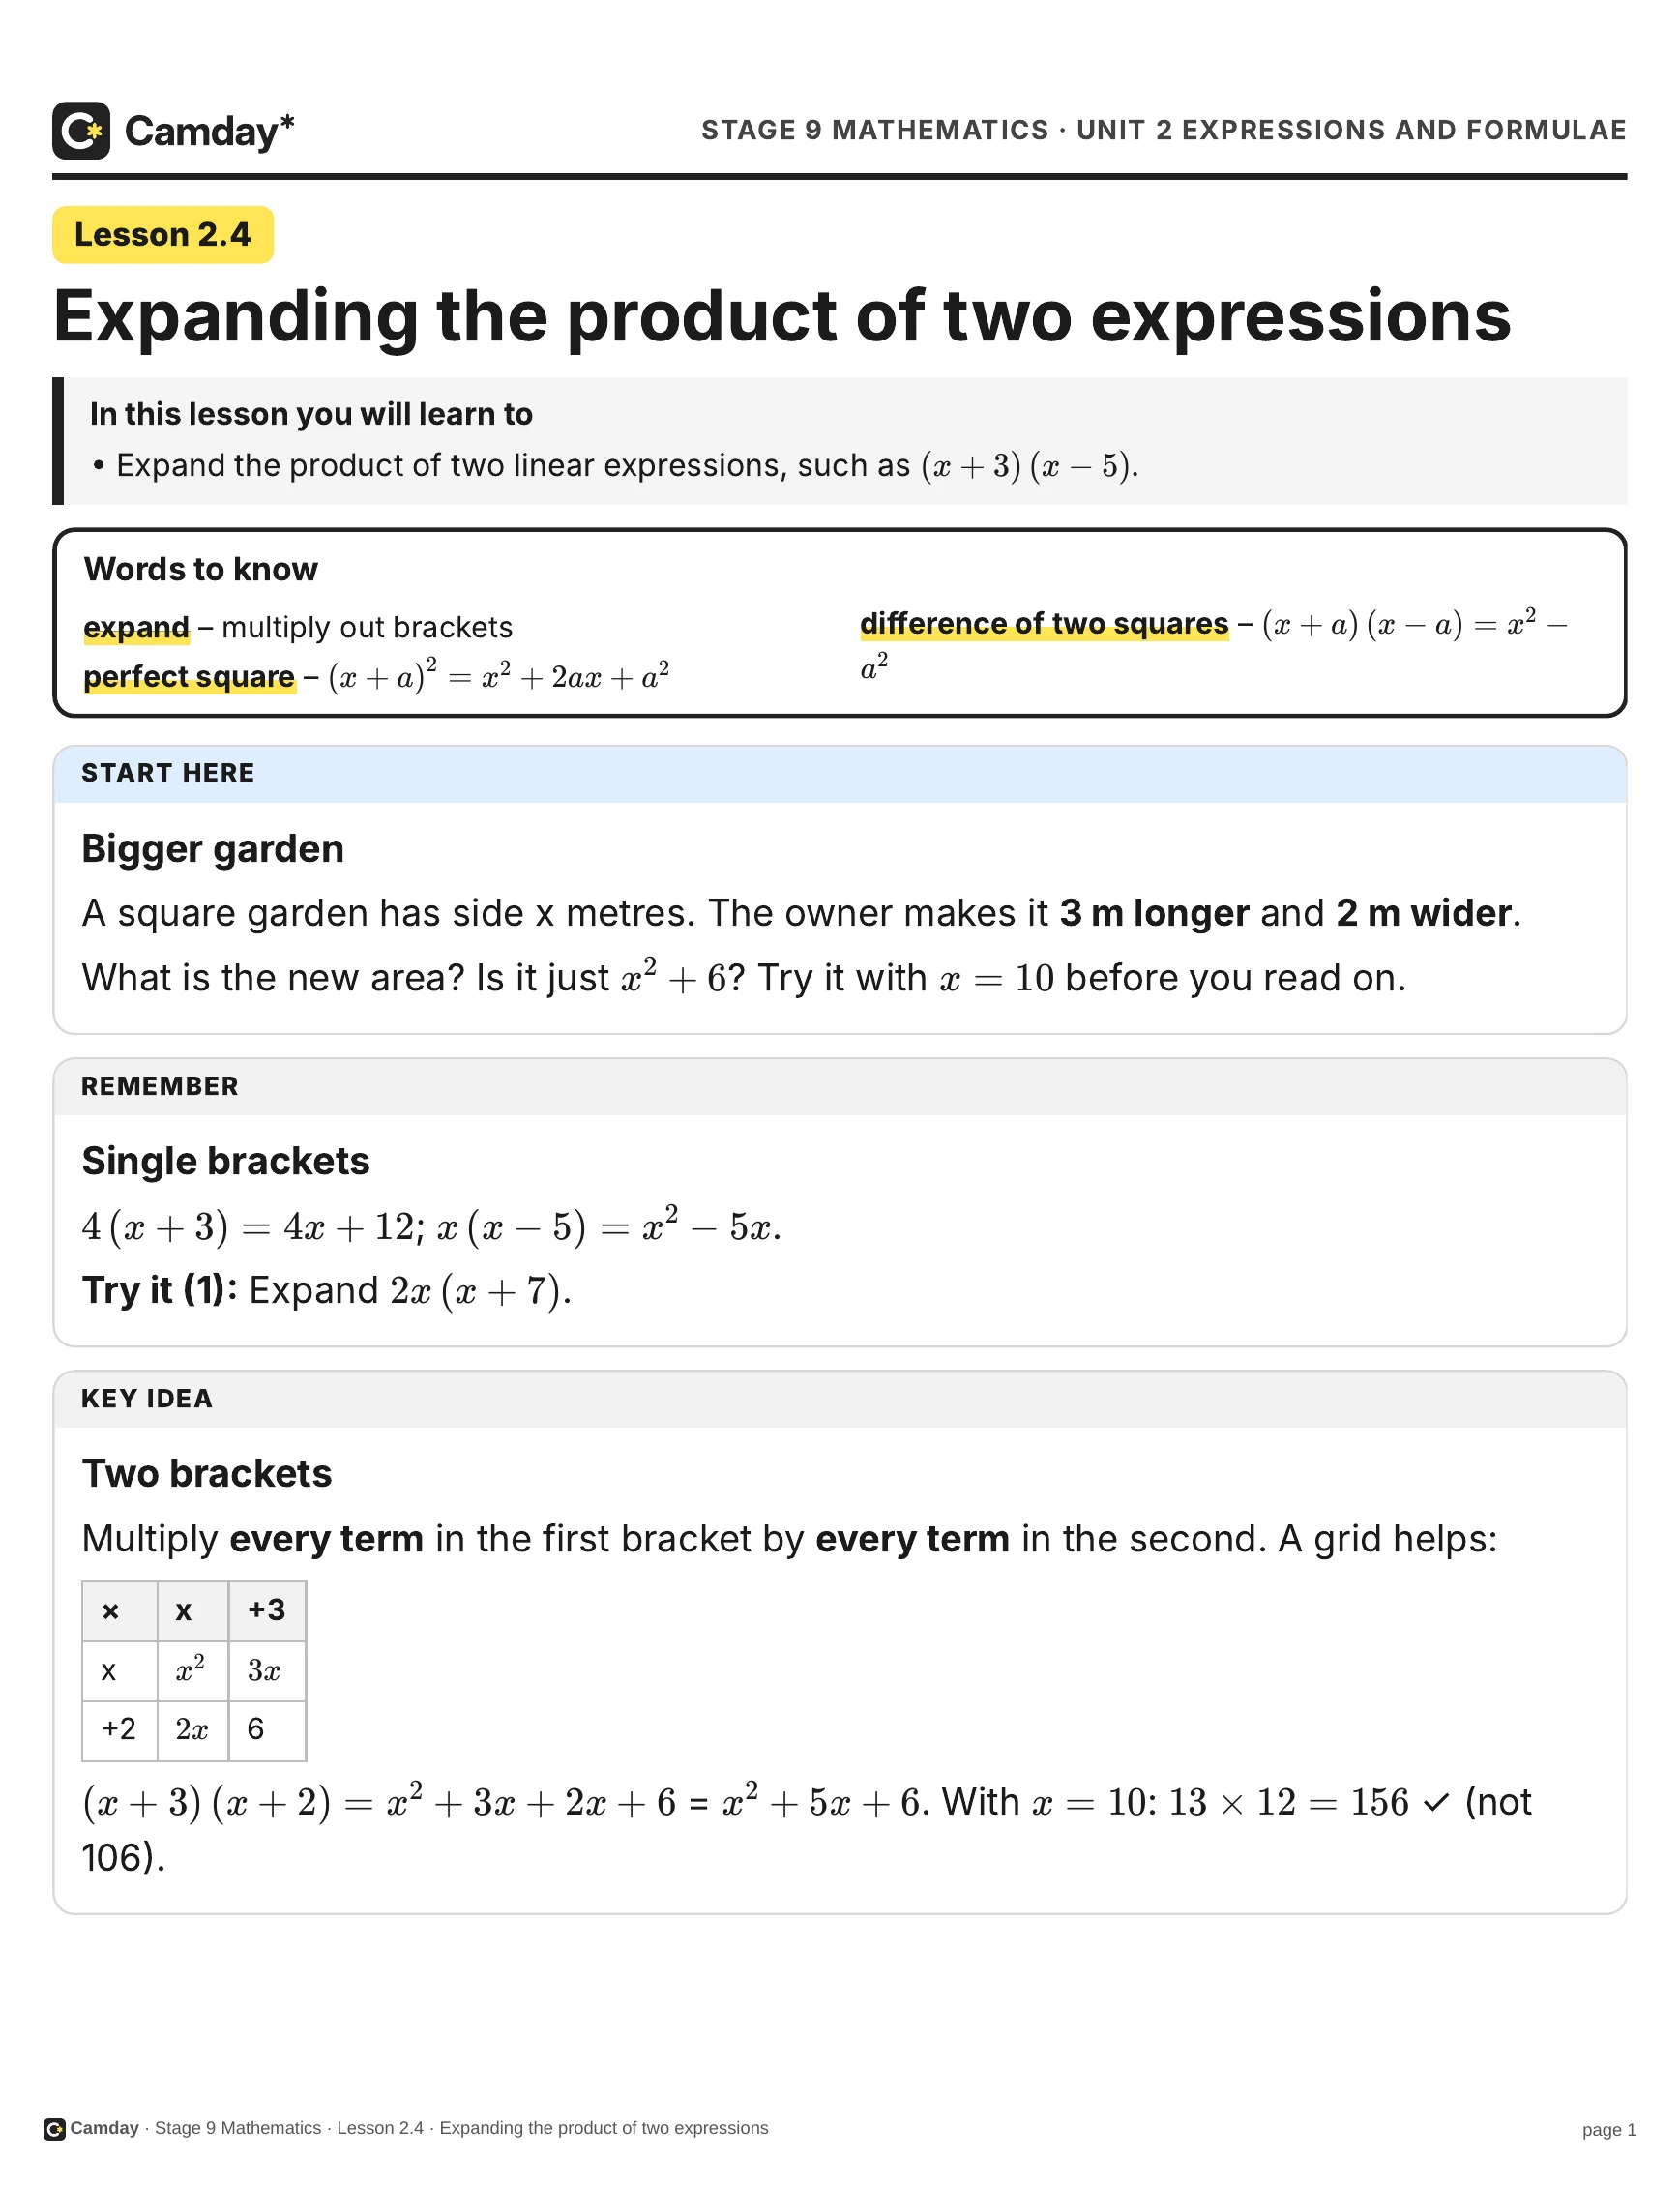 Camday*
STAGE 9 MATHEMATICS · UNIT 2 EXPRESSIONS AND FORMULAE
Lesson 2.4
Expanding the product of two expressions
In this lesson you will learn to
• Expand the product of two linear expressions, such as (x + 3) (x − 5).
Words to know
expand – multiply out brackets
perfect square – (x + a)² = x² + 2ax + a²
difference of two squares – (x + a) (x − a) = x² −
a²
START HERE
Bigger garden
A square garden has side x metres. The owner makes it 3 m longer and 2 m wider.
What is the new area? Is it just x² + 6? Try it with x = 10 before you read on.
REMEMBER
Single brackets
4 (x + 3) = 4x + 12; x (x − 5) = x² − 5x.
Try it (1): Expand 2x (x + 7).
KEY IDEA
Two brackets
Multiply every term in the first bracket by every term in the second. A grid helps:
× x +3
x x² 3x
+2 2x 6
(x + 3) (x + 2) = x² + 3x + 2x + 6 = x² + 5x + 6. With x = 10: 13 × 12 = 156 ✓ (not
106).
Camday · Stage 9 Mathematics · Lesson 2.4 · Expanding the product of two expressions
page 1